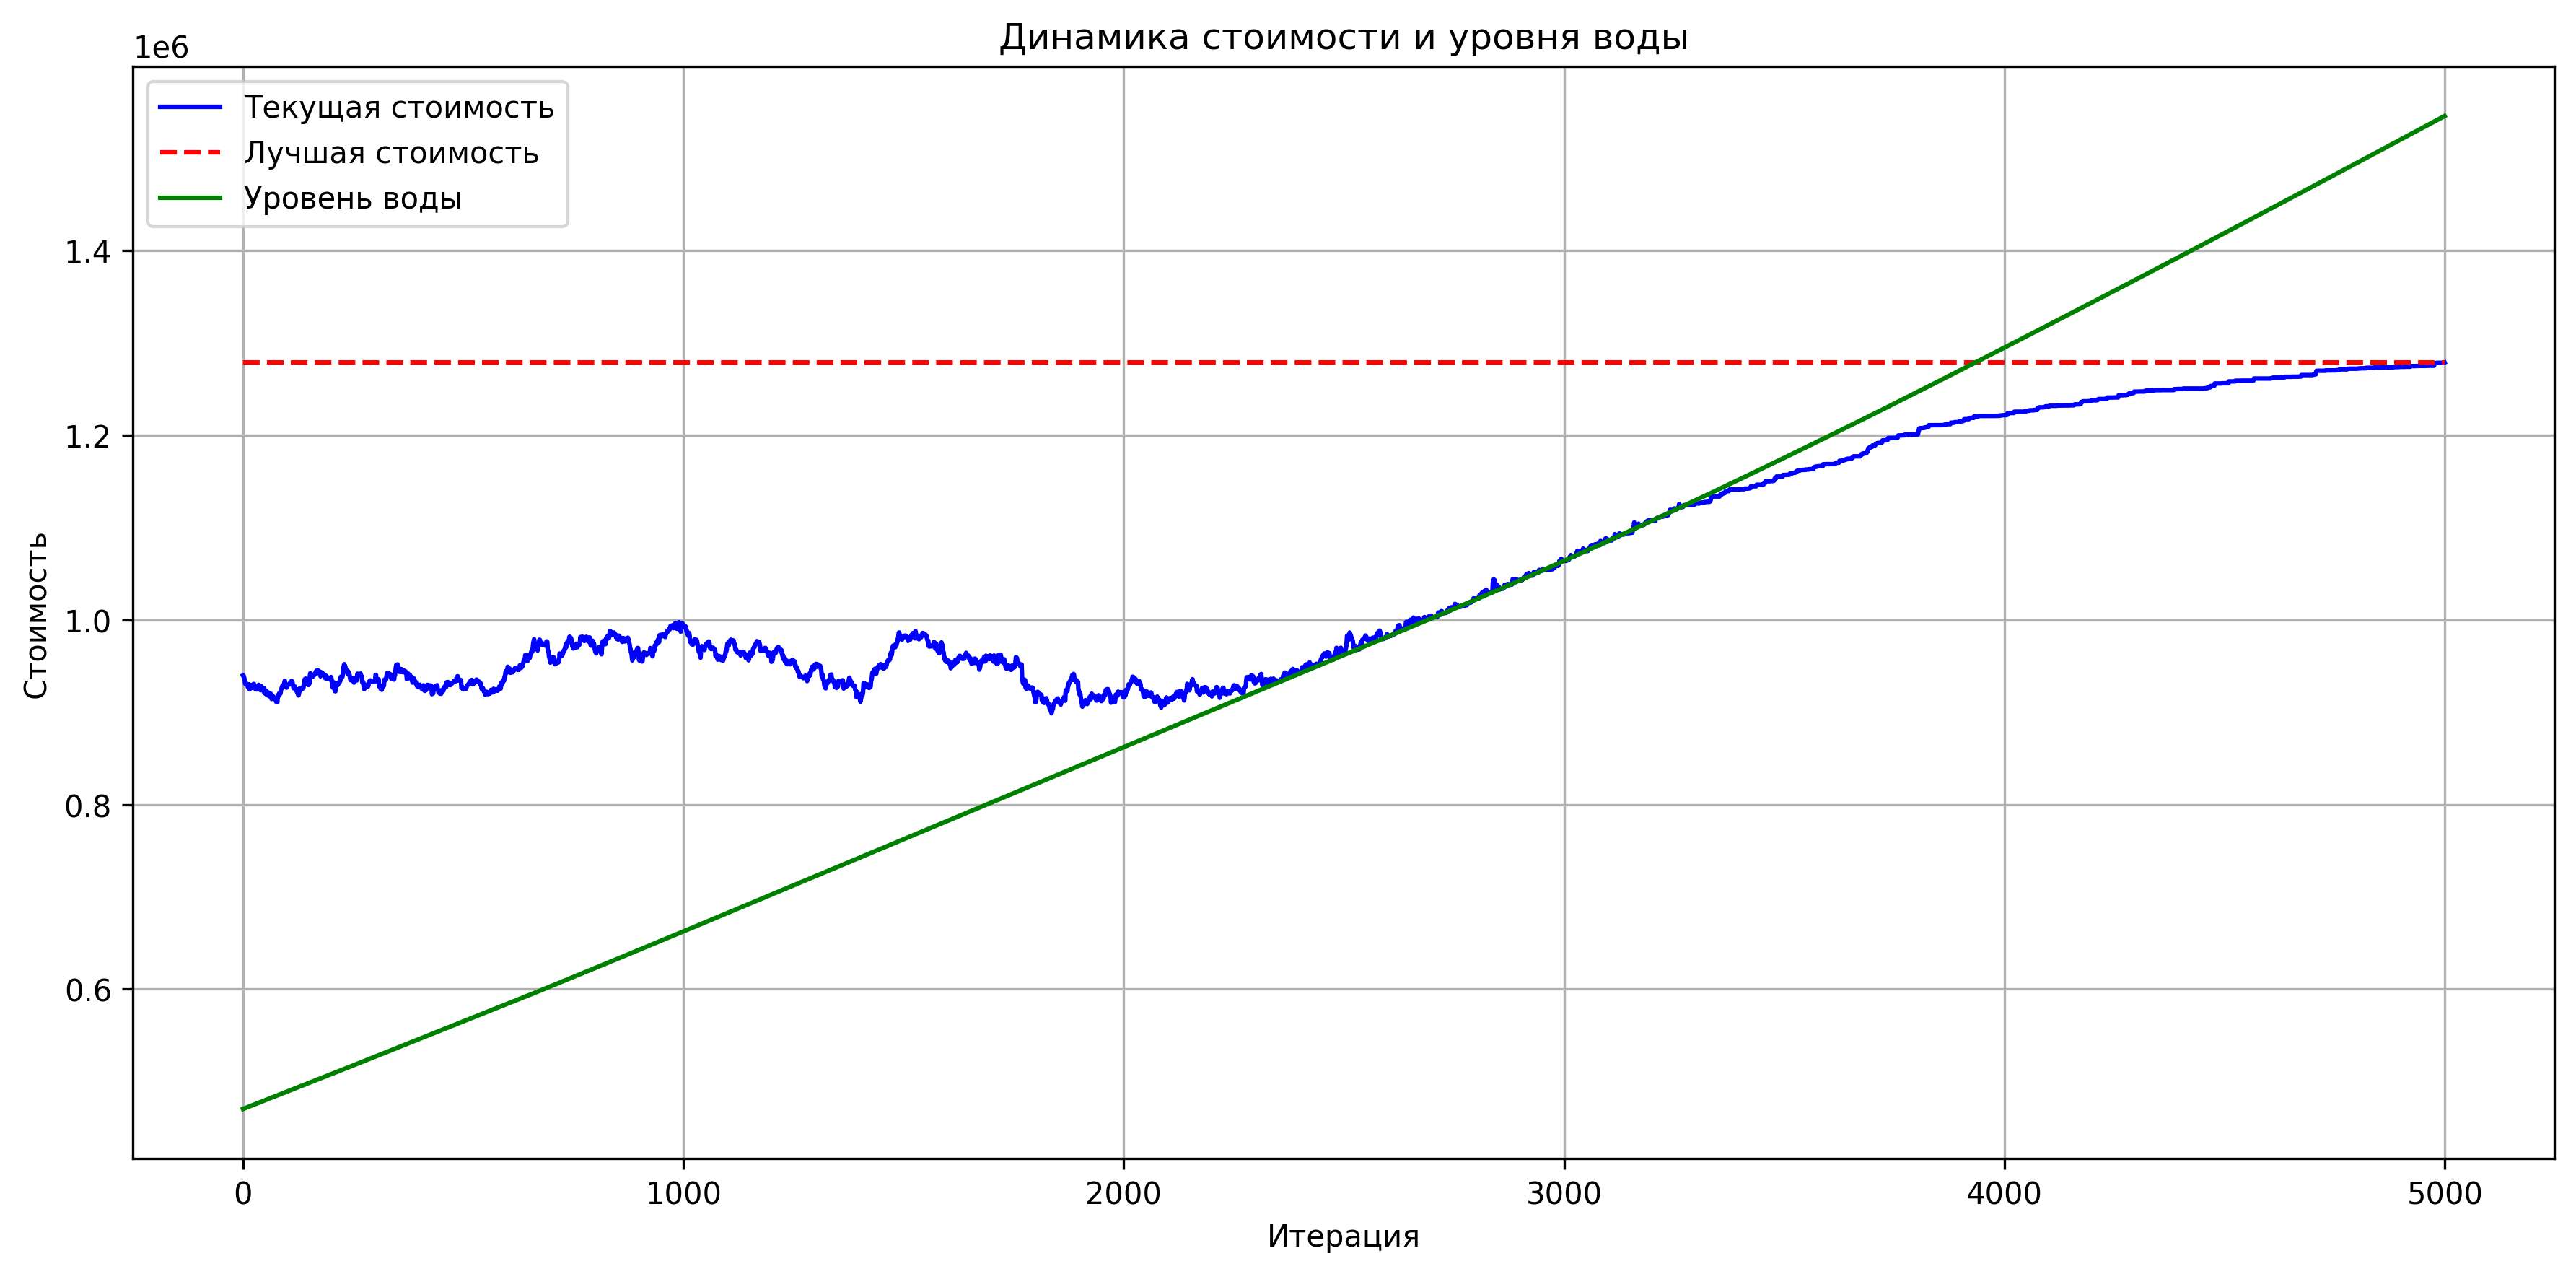 Динамика стоимости и уровня воды
1e6
Текущая стоимость
Лучшая стоимость
Уровень воды
1.4
1.2
1.0
0.8
0.6
Стоимость
0 1000 2000 3000 4000 5000
Итерация